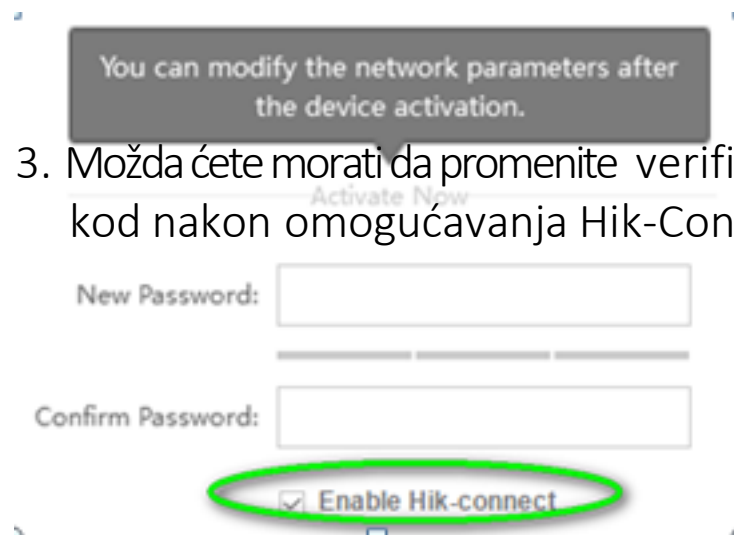 You can modify the network parameters after
the device activation.
3. Možda ćete morati da promenite verifi
Activate Now
kod nakon omogućavanja Hik-Con
New Password:
Confirm Password:
Enable Hik-connect